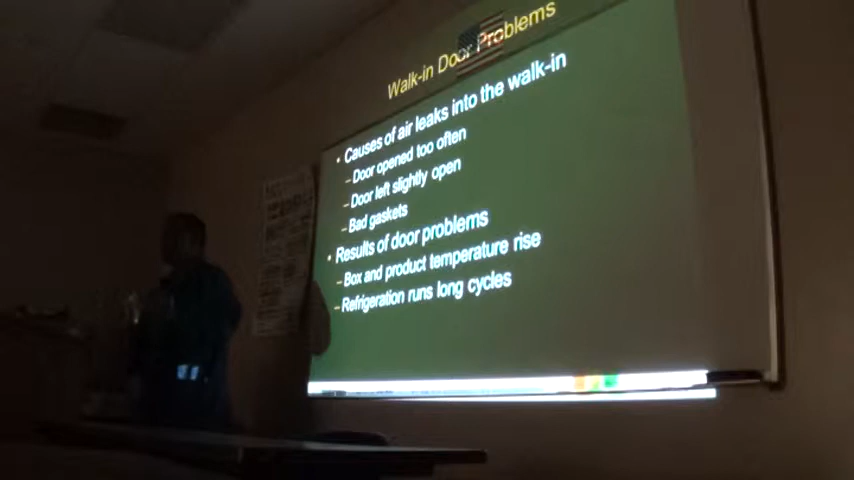 Walk-in Door Problems
• Causes of air leaks into the walk-in
– Door opened too often
– Door left slightly open
– Bad gaskets
• Results of door problems
– Box and product temperature rise
– Refrigeration runs long cycles